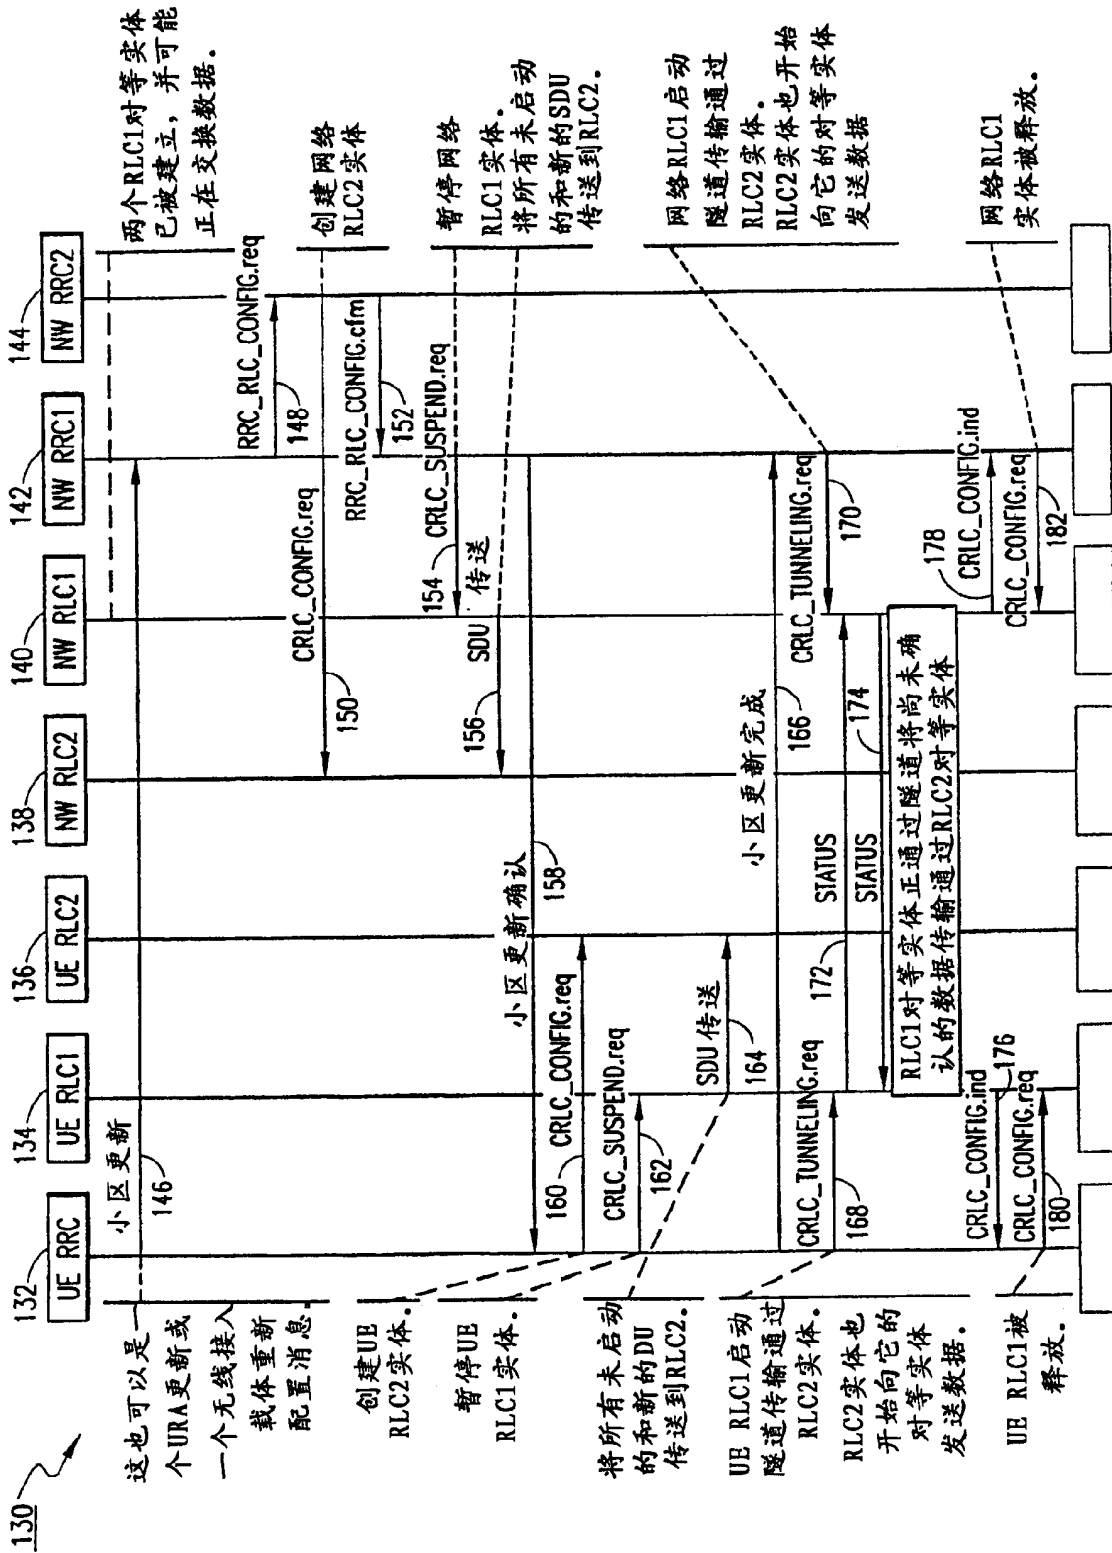 130
132
UE RRC
134
UE RLC1
136
UE RLC2
138
NW RLC2
140
NW RLC1
142
NW RRC1
144
NW RRC2
这也可以是一
个URA更新或
一个无线接入
载体重新
配置消息.
小区更新
146
两个RLC1对等实体
已被建立，并可能
正在交换数据。
RRC_RLC_CONFIG.req
148
CRLC_CONFIG.req
150
创建网络
RLC2实体
RRC_RLC_CONFIG.cfm
152
CRLC_SUSPEND.req
154
暂停网络
RLC1实体。
将所有未启动
的和新的SDU
传送到RLC2。
SDU 传送
156
小区更新确认
158
创建UE
RLC2实体。
CRLC_CONFIG.req
160
暂停UE
RLC1实体。
CRLC_SUSPEND.req
162
将所有未启动
的和新的DU
传送到RLC2。
SDU传送
164
小区更新完成
166
UE RLC1启动
隧道传输通过
RLC2实体。
RLC2实体也
开始向它的
对等实体
发送数据。
CRLC_TUNNELING.req
168
CRLC_TUNNELING.req
170
网络RLC1启动
隧道传输通过
RLC2实体。
RLC2实体也开始
向它的对等实体
发送数据
STATUS
172
STATUS
174
RLC1对等实体正通过隧道将尚未确
认的数据传输通过RLC2对等实体
CRLC_CONFIG.ind
176
CRLC_CONFIG.ind
178
CRLC_CONFIG.req
180
UE RLC1被
释放。
CRLC_CONFIG.req
182
网络RLC1
实体被释放。